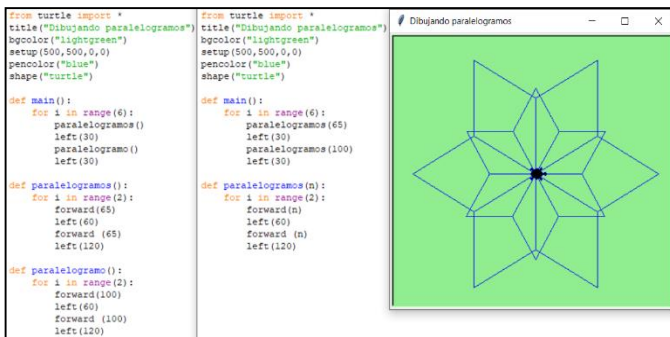 from turtle import *
title("Dibujando paralelogramos")
bgcolor("lightgreen")
setup(500,500,0,0)
pencolor("blue")
shape("turtle")
def main():
for i in range(6):
paralelogramos()
left(30)
paralelogramo()
left(30)
def paralelogramos():
for i in range(2):
forward(65)
left(60)
forward (65)
left(120)
def paralelogramo():
for i in range(2):
forward(100)
left(60)
forward (100)
left(120)
from turtle import *
title("Dibujando paralelogramos")
bgcolor("lightgreen")
setup(500,500,0,0)
pencolor("blue")
shape("turtle")
def main():
for i in range(6):
paralelogramos(65)
left(30)
paralelogramos(100)
left(30)
def paralelogramos(n):
for i in range(2):
forward(n)
left(60)
forward (n)
left(120)
Dibujando paralelogramos